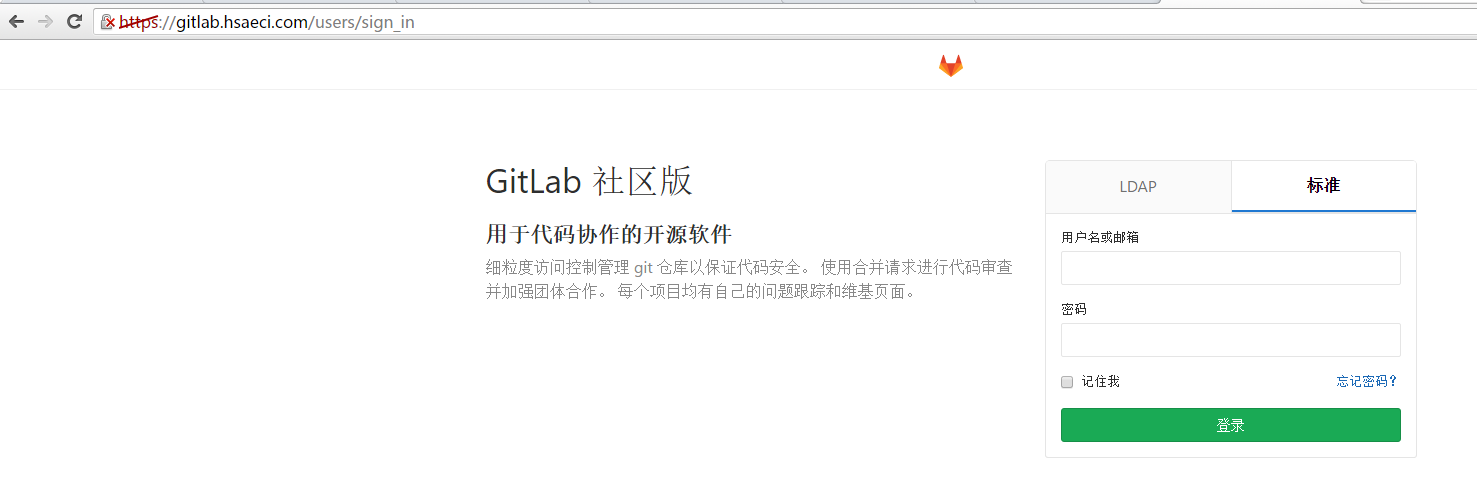 https://gitlab.hsaeci.com/users/sign_in
GitLab 社区版
用于代码协作的开源软件
细粒度访问控制管理 git 仓库以保证代码安全。 使用合并请求进行代码审查
并加强团体合作。 每个项目均有自己的问题跟踪和维基页面。
LDAP
标准
用户名或邮箱
密码
记住我
忘记密码?
登录